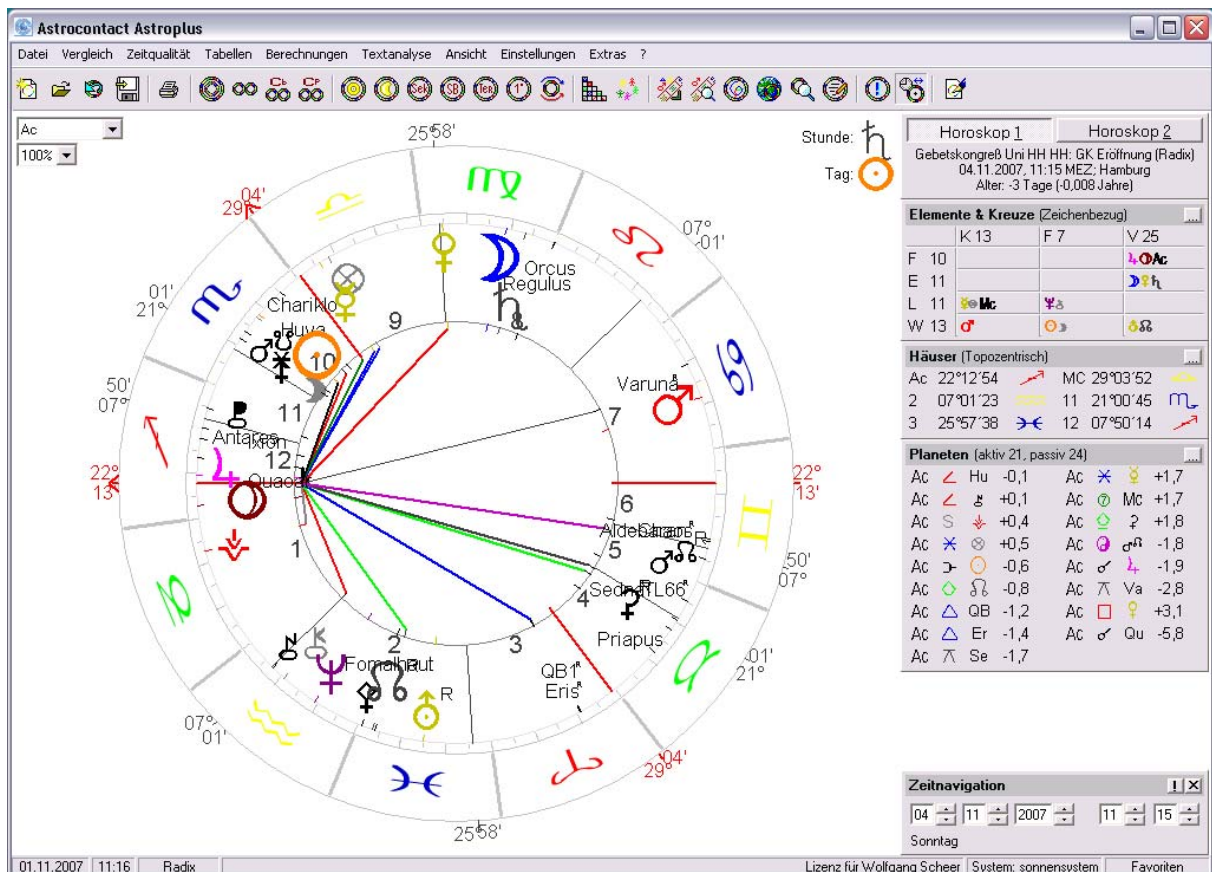 Astrocontact Astroplus
Datei Vergleich Zeitqualität Tabellen Berechnungen Textanalyse Ansicht Einstellungen Extras ?
Ac
100%
Stunde:
Tag:
Horoskop 1 Horoskop 2
Gebetskongreß Uni HH HH: GK Eröffnung (Radix)
04.11.2007, 11:15 MEZ; Hamburg
Alter: -3 Tage (-0,008 Jahre)
Elemente & Kreuze (Zeichenbezug) ...
K 13 F 7 V 25
F 10 Ac
E 11
L 11 Mc
W 13
Häuser (Topozentrisch) ...
Ac 22°12'54 MC 29°03'52
2 07°01'23 11 21°00'45
3 25°57'38 12 07°50'14
Planeten (aktiv 21, passiv 24) ...
Ac Hu -0,1 Ac +1,7
Ac +0,1 Ac Mc +1,7
Ac S +0,4 Ac +1,8
Ac +0,5 Ac -1,8
Ac -0,6 Ac -1,9
Ac -0,8 Ac Va -2,8
Ac QB -1,2 Ac +3,1
Ac Er -1,4 Ac Qu -5,8
Ac Se -1,7
25°58'
29° 04'
07° 01'
01' 21°
50' 07°
22° 13'
22° 13'
50' 07°
01' 21°
29° 04'
07° 01'
25°58'
Orcus
Regulus
Chariklo
Huya
Varuna
Antares
Ixion
Quaoar
Aldebaran
Sedna
TL66
Priapus
QB1
Eris
Fomalhaut
R
1
2
3
4
5
6
7
8
9
10
11
12
Zeitnavigation ! X
04 11 2007 11 15
Sonntag
01.11.2007 11:16 Radix Lizenz für Wolfgang Scheer System: sonnensystem Favoriten